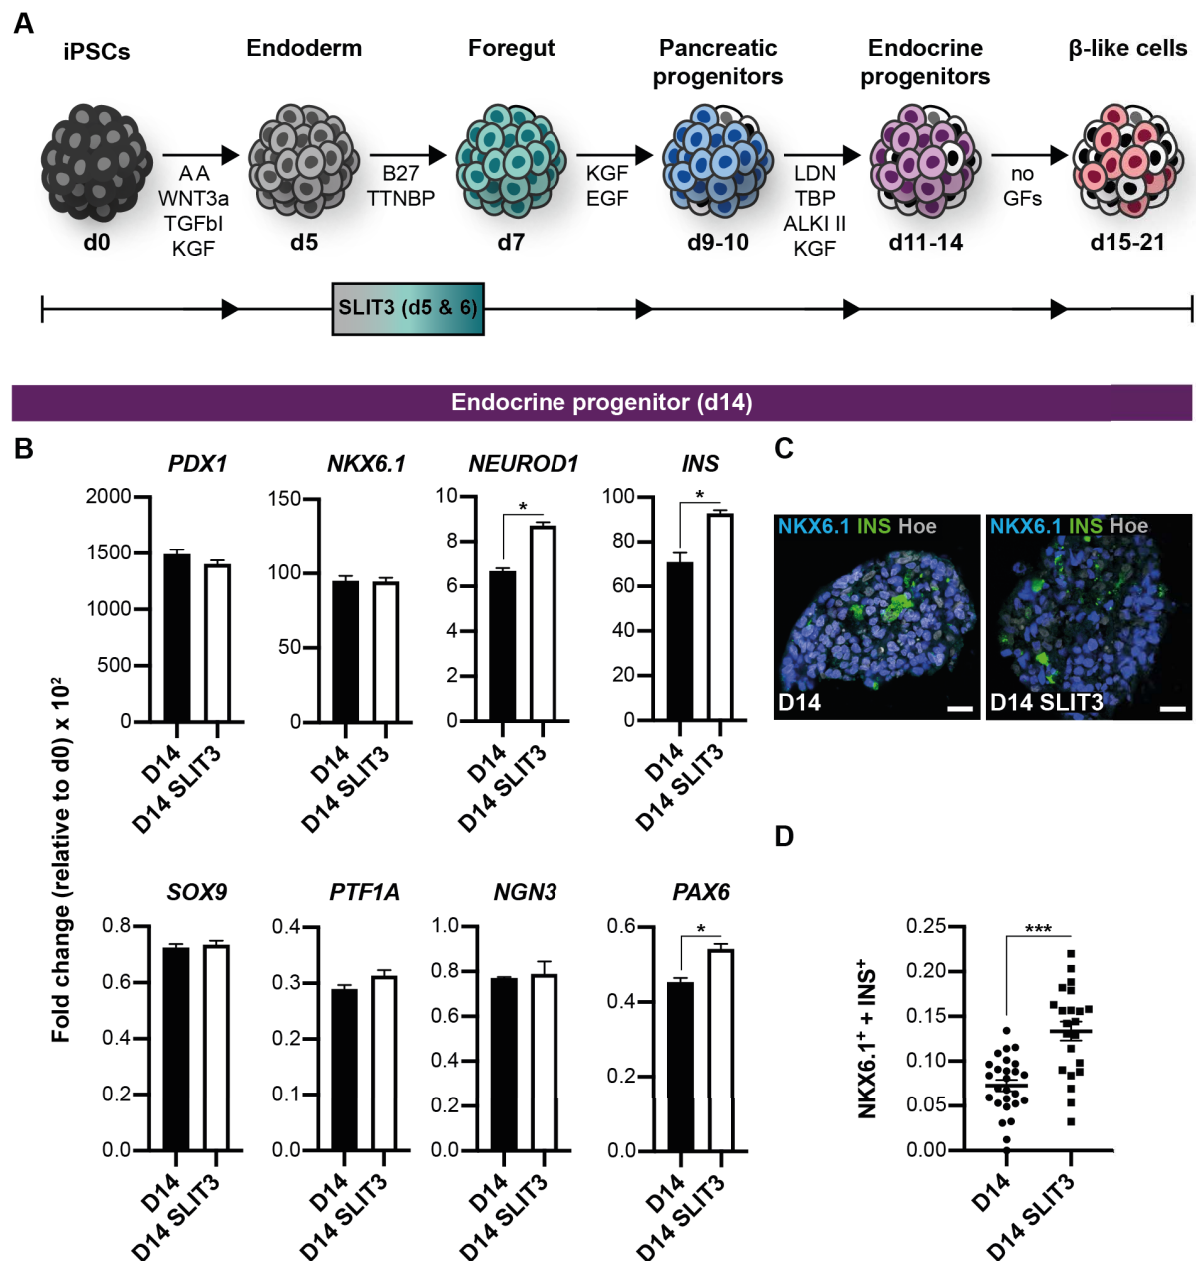 A
iPSCs
Endoderm
Foregut
Pancreatic
progenitors
Endocrine
progenitors
β-like cells
AA
WNT3a
TGFbI
KGF
B27
TTNBP
KGF
EGF
LDN
TBP
ALKI II
KGF
no
GFs
d0
d5
d7
d9-10
d11-14
d15-21
SLIT3 (d5 & 6)
Endocrine progenitor (d14)
B
Fold change (relative to d0) x 10²
PDX1
2000
1500
1000
500
0
D14
D14 SLIT3
NKX6.1
150
100
50
0
D14
D14 SLIT3
NEUROD1
10
8
6
4
2
0
*
D14
D14 SLIT3
INS
100
80
60
40
20
0
*
D14
D14 SLIT3
C
NKX6.1 INS Hoe
D14
NKX6.1 INS Hoe
D14 SLIT3
SOX9
0.8
0.6
0.4
0.2
0.0
D14
D14 SLIT3
PTF1A
0.4
0.3
0.2
0.1
0.0
D14
D14 SLIT3
NGN3
1.0
0.8
0.6
0.4
0.2
0.0
D14
D14 SLIT3
PAX6
0.6
0.4
0.2
0.0
*
D14
D14 SLIT3
D
NKX6.1⁺ + INS⁺
0.25
0.20
0.15
0.10
0.05
0.00
***
D14
D14 SLIT3